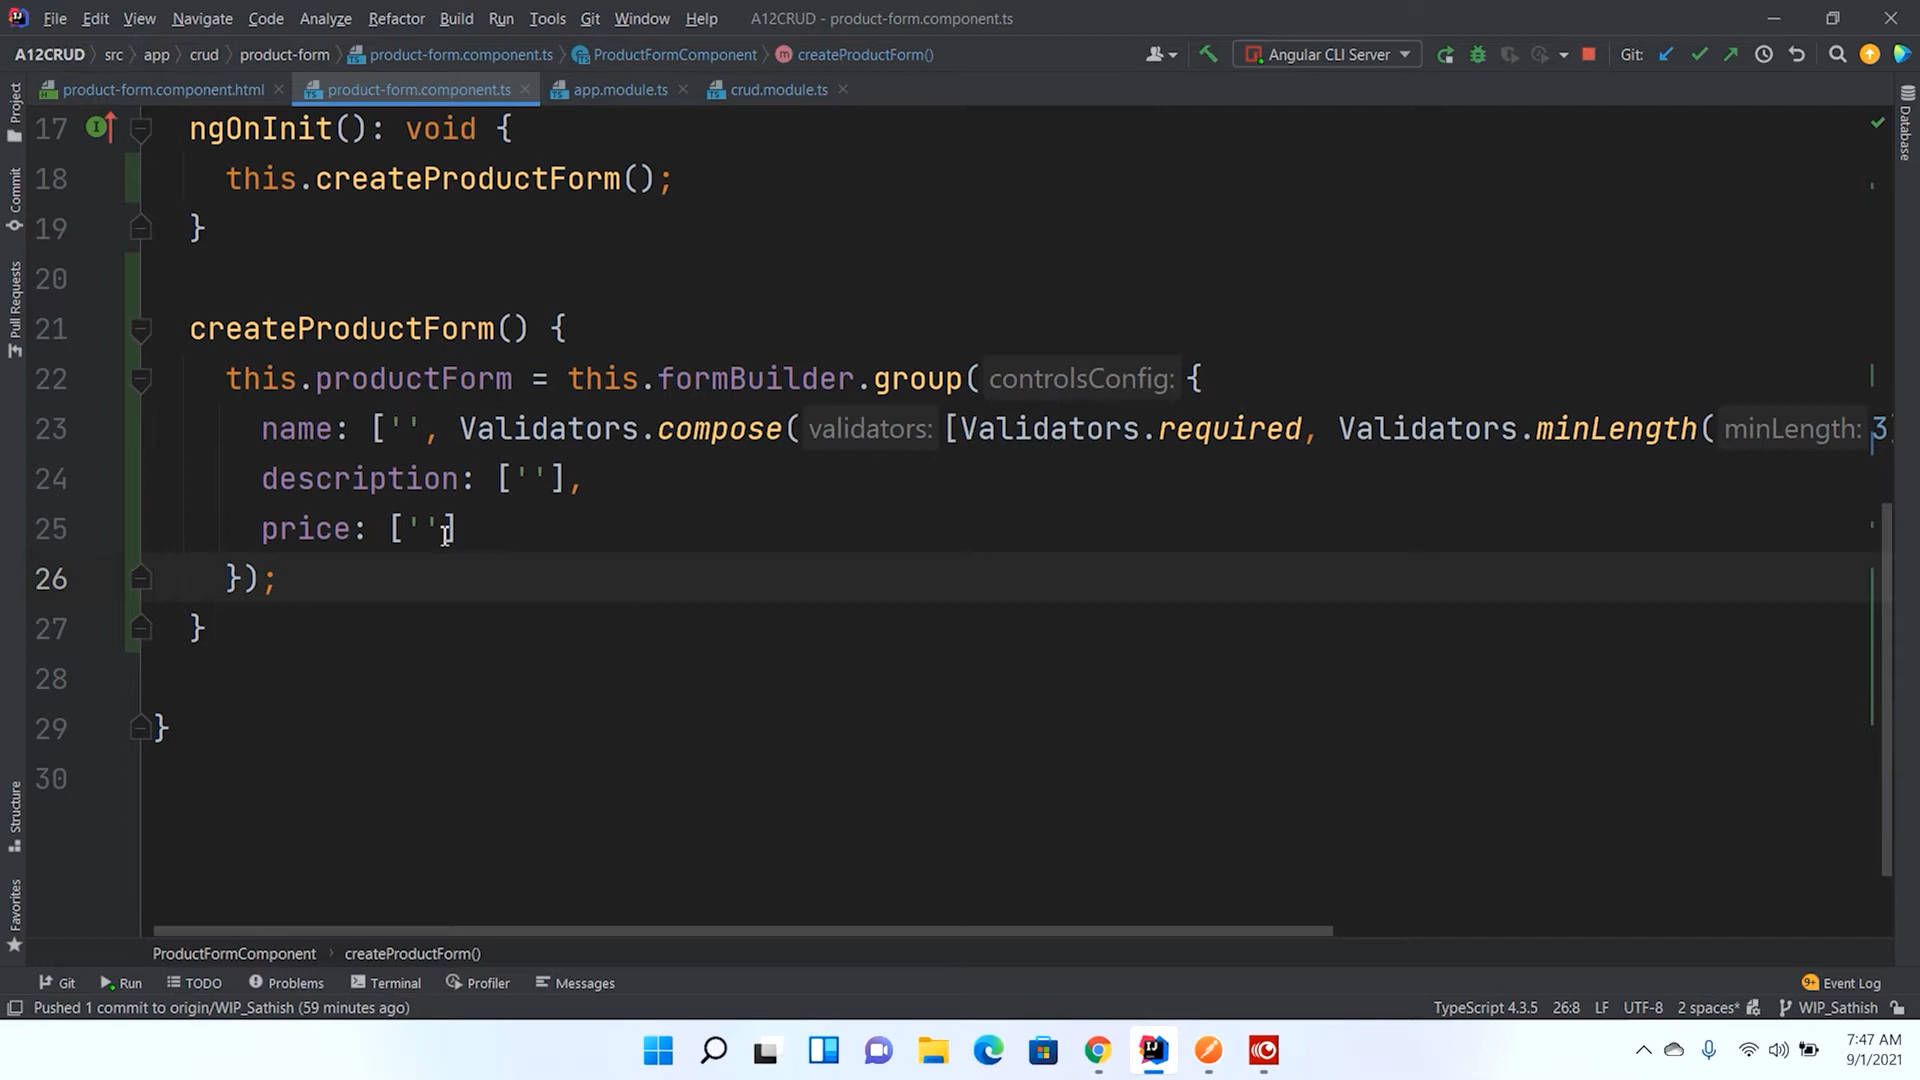 File Edit View Navigate Code Analyze Refactor Build Run Tools Git Window Help A12CRUD - product-form.component.ts
A12CRUD src app crud product-form product-form.component.ts ProductFormComponent createProductForm() Angular CLI Server Git:
product-form.component.html product-form.component.ts app.module.ts crud.module.ts
Project
Commit
Pull Requests
Structure
Favorites
Database
17 ngOnInit(): void {
18 this.createProductForm();
19 }
20
21 createProductForm() {
22 this.productForm = this.formBuilder.group( controlsConfig: {
23 name: ['', Validators.compose( validators: [Validators.required, Validators.minLength( minLength: 3
24 description: [''],
25 price: ['']
26 });
27 }
28
29 }
30
ProductFormComponent › createProductForm()
Git Run TODO Problems Terminal Profiler Messages 9+ Event Log
Pushed 1 commit to origin/WIP_Sathish (59 minutes ago) TypeScript 4.3.5 26:8 LF UTF-8 2 spaces* WIP_Sathish
7:47 AM
9/1/2021